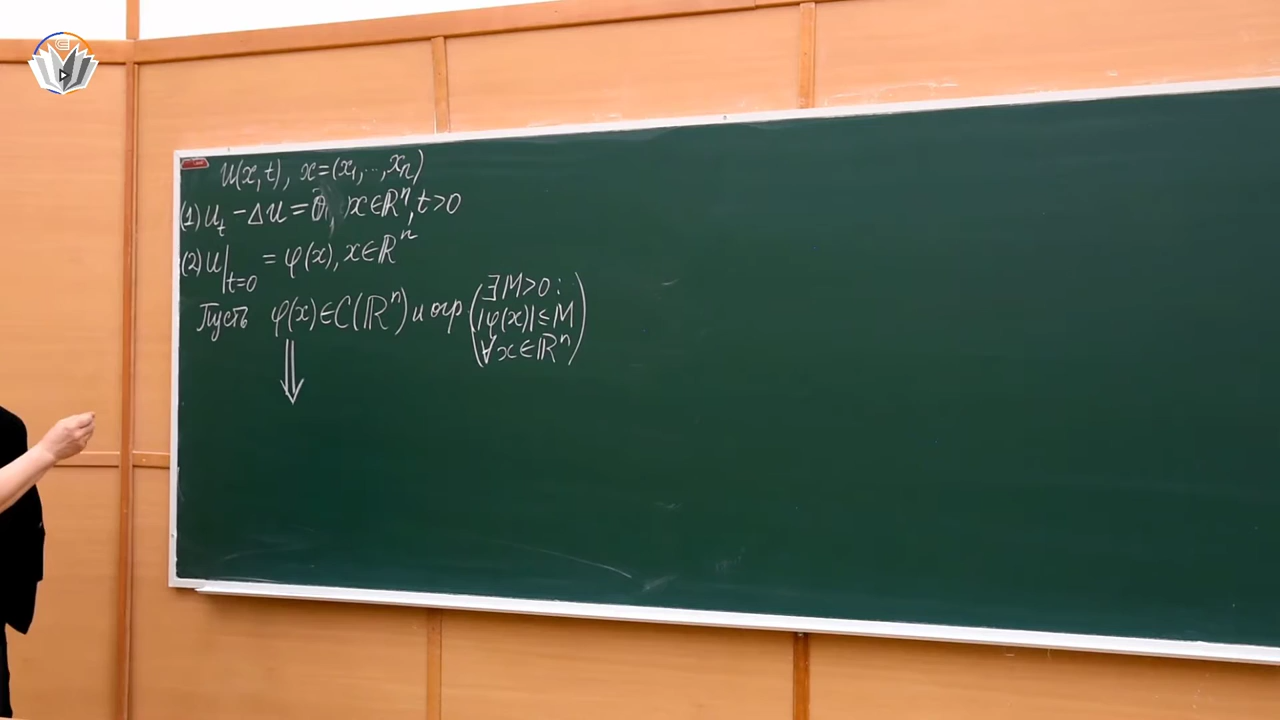 u(x,t), x=(x₁,...,xₙ)
(1) uₜ - Δu = 0, x∈ℝⁿ, t>0
(2) u|ₜ₌₀ = φ(x), x∈ℝⁿ
Пусть φ(x)∈C(ℝⁿ) и огр (∃M>0:
|φ(x)|≤M
∀x∈ℝⁿ)
⇓